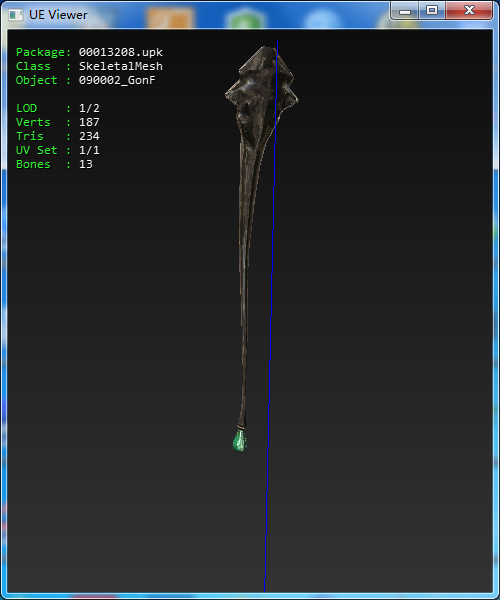 UE Viewer
Package: 00013208.upk
Class  : SkeletalMesh
Object : 090002_GonF
LOD    : 1/2
Verts  : 187
Tris   : 234
UV Set : 1/1
Bones  : 13